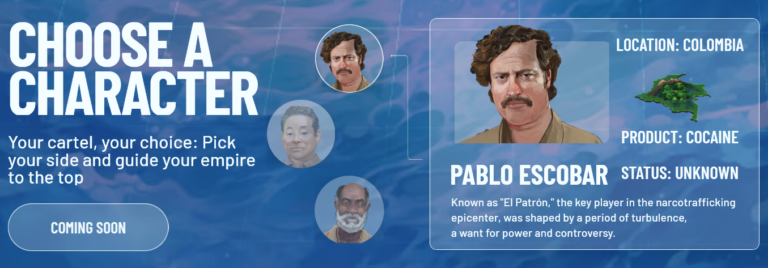 CHOOSE A
CHARACTER
Your cartel, your choice: Pick
your side and guide your empire
to the top
COMING SOON
LOCATION: COLOMBIA
PRODUCT: COCAINE
STATUS: UNKNOWN
PABLO ESCOBAR
Known as "El Patrón," the key player in the narcotrafficking
epicenter, was shaped by a period of turbulence,
a want for power and controversy.